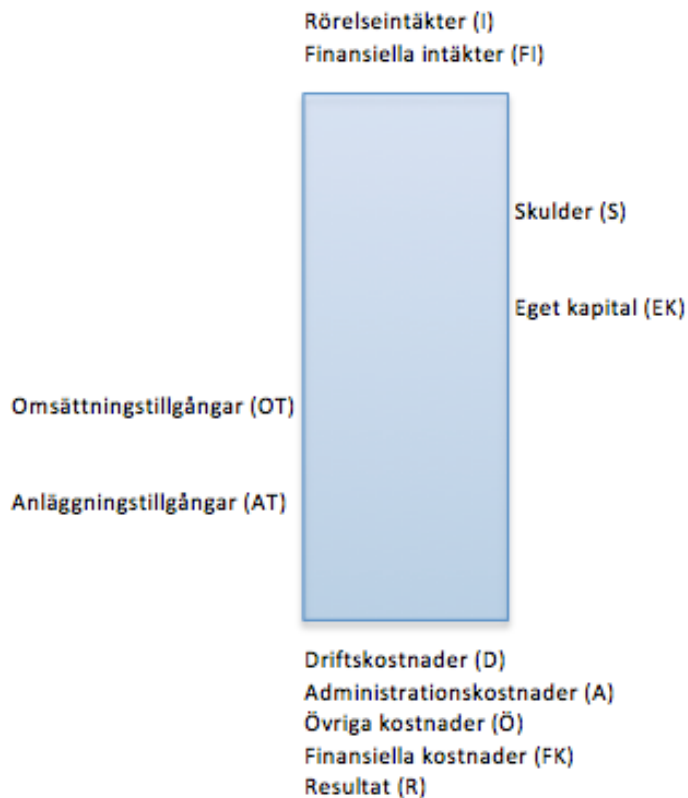 Rörelseintäkter (I)
Finansiella intäkter (FI)
Skulder (S)
Eget kapital (EK)
Omsättningstillgångar (OT)
Anläggningstillgångar (AT)
Driftskostnader (D)
Administrationskostnader (A)
Övriga kostnader (Ö)
Finansiella kostnader (FK)
Resultat (R)